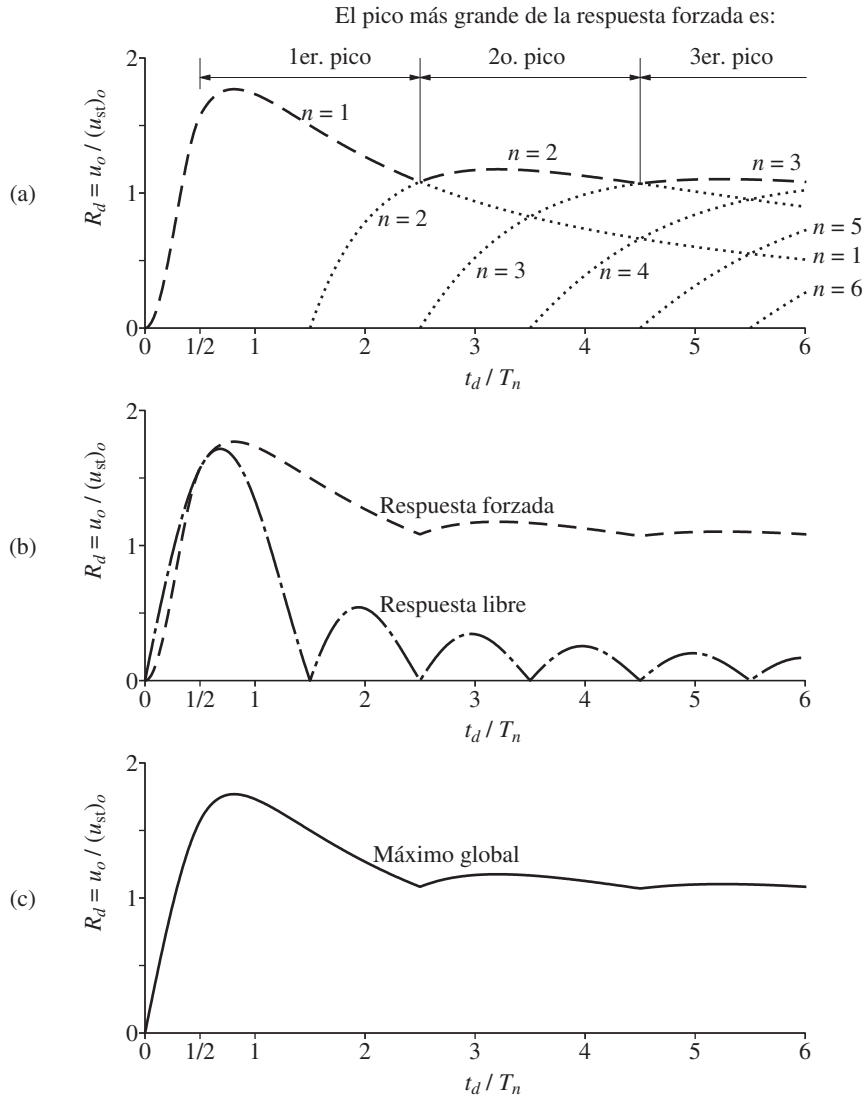 El pico más grande de la respuesta forzada es:
1er. pico
2o. pico
3er. pico
(a)
R_d = u_o / (u_st)_o
2
1
0
n = 1
n = 2
n = 3
n = 2
n = 3
n = 4
n = 5
n = 1
n = 6
0 1/2 1 2 3 4 5 6
t_d / T_n
(b)
R_d = u_o / (u_st)_o
2
1
0
Respuesta forzada
Respuesta libre
0 1/2 1 2 3 4 5 6
t_d / T_n
(c)
R_d = u_o / (u_st)_o
2
1
0
Máximo global
0 1/2 1 2 3 4 5 6
t_d / T_n